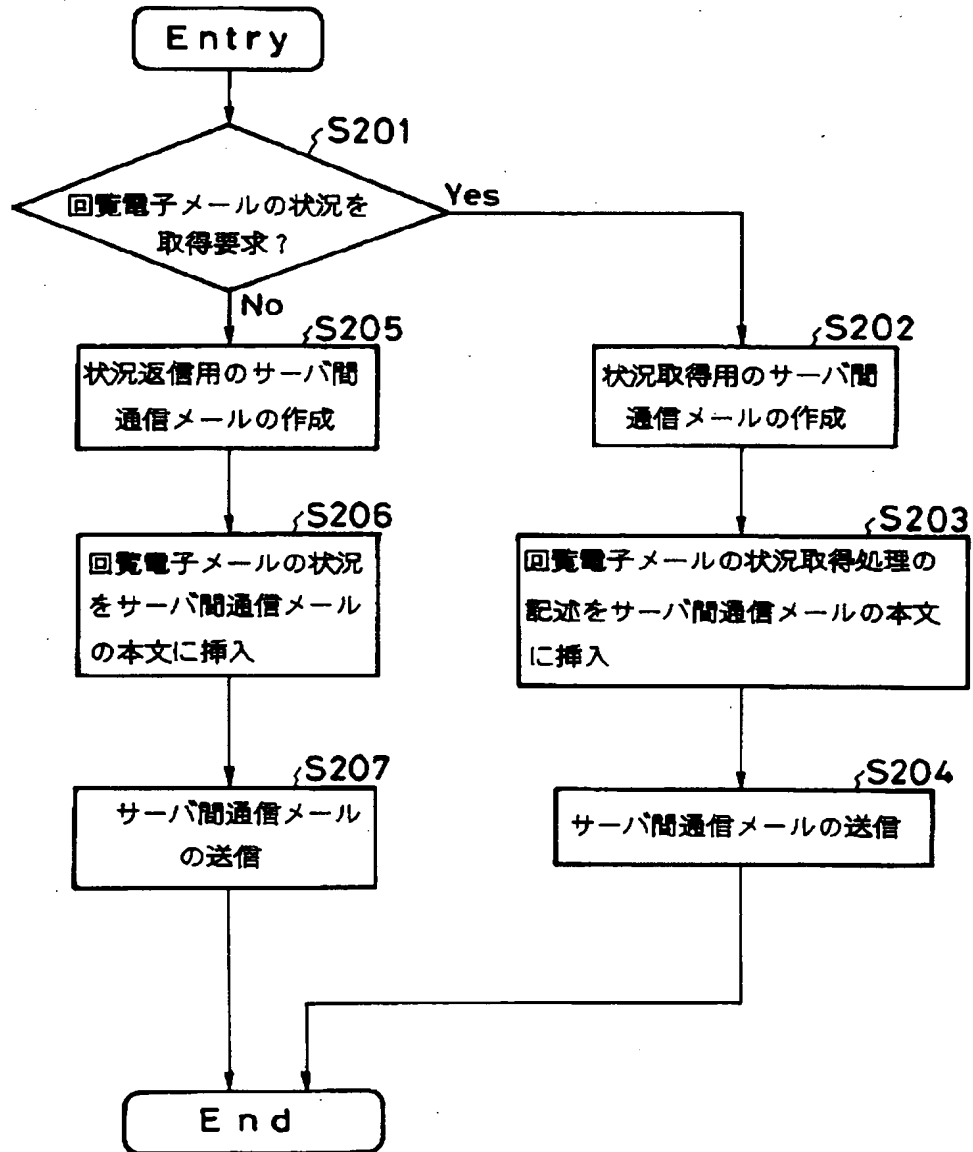 Entry
S201
回覧電子メールの状況を
取得要求?
Yes
No
S205
状況返信用のサーバ間
通信メールの作成
S202
状況取得用のサーバ間
通信メールの作成
S206
回覧電子メールの状況
をサーバ間通信メール
の本文に挿入
S203
回覧電子メールの状況取得処理の
記述をサーバ間通信メールの本文
に挿入
S207
サーバ間通信メール
の送信
S204
サーバ間通信メールの送信
End